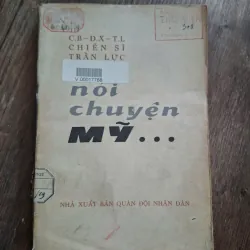 C.B-Đ.X-T.L
CHIẾN SĨ
TRẦN LỰC
nói
chuyện
MỸ...
NHÀ XUẤT BẢN QUÂN ĐỘI NHÂN DÂN